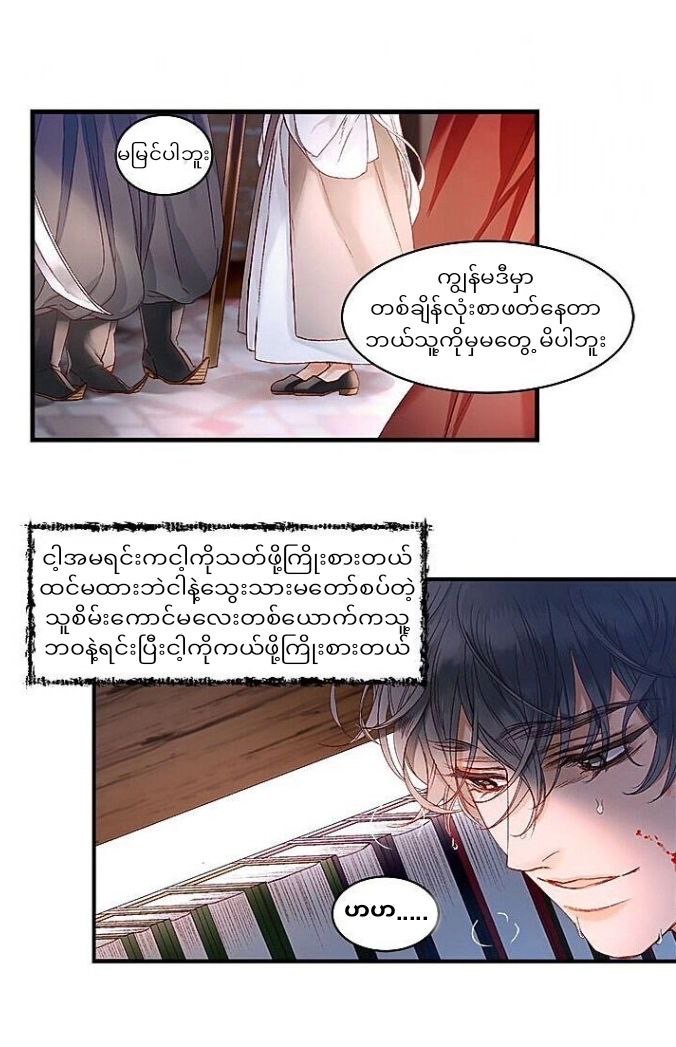 မမြင်ပါဘူး
ကျွန်မဒီမှာ
တစ်ချိန်လုံးစာဖတ်နေတာ
ဘယ်သူ့ကိုမှမတွေ့ မိပါဘူး
ငါ့အမရင်းကငါ့ကိုသတ်ဖို့ကြိုးစားတယ်
ထင်မထားဘဲငါနဲ့သွေးသားမတော်စပ်တဲ့
သူစိမ်းကောင်မလေးတစ်ယောက်ကသူ့
ဘဝနဲ့ရင်းပြီးငါ့ကိုကယ်ဖို့ကြိုးစားတယ်
ဟာဟ.....